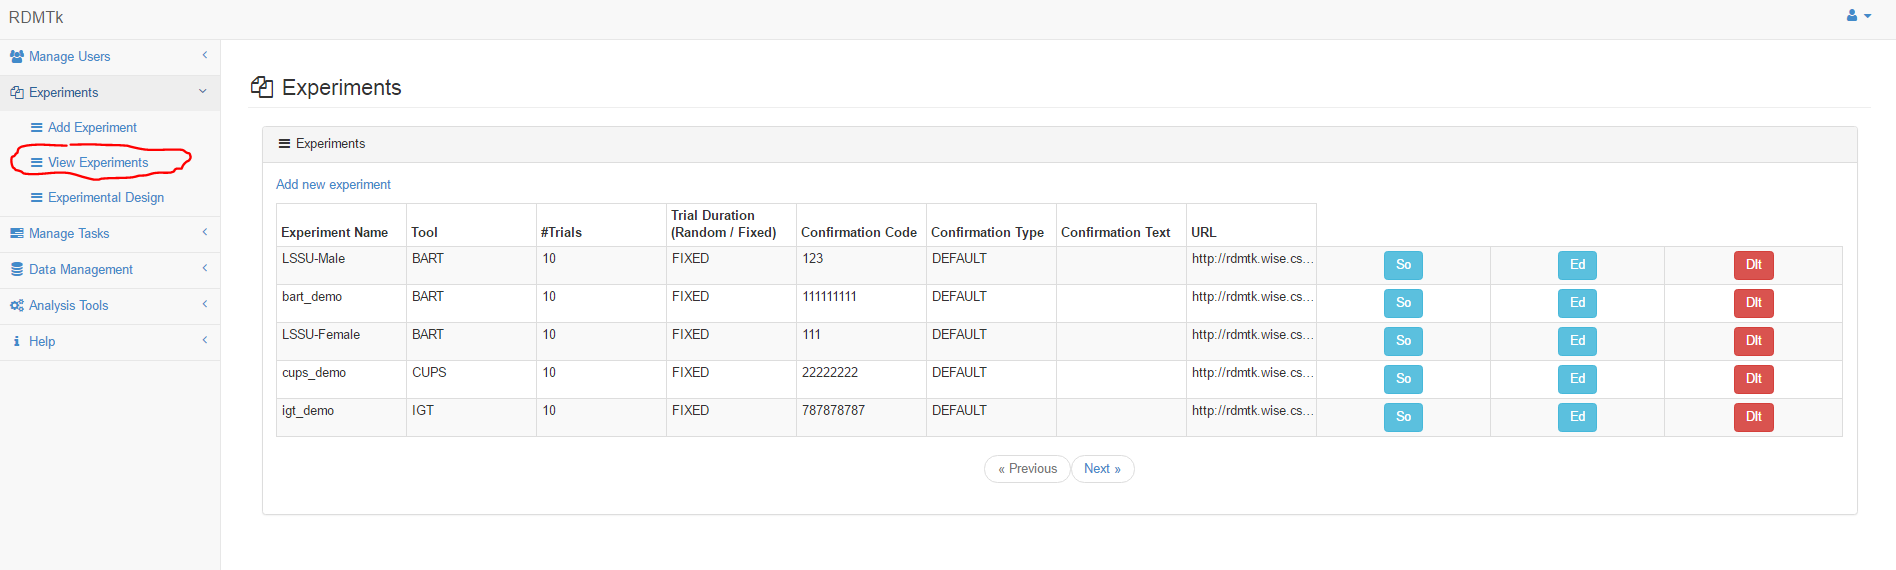 RDMTk
Manage Users
Experiments
Add Experiment
View Experiments
Experimental Design
Manage Tasks
Data Management
Analysis Tools
Help
Experiments
Experiments
Add new experiment
Experiment Name Tool #Trials Trial Duration (Random / Fixed) Confirmation Code Confirmation Type Confirmation Text URL
LSSU-Male BART 10 FIXED 123 DEFAULT http://rdmtk.wise.cs... So Ed Dlt
bart_demo BART 10 FIXED 111111111 DEFAULT http://rdmtk.wise.cs... So Ed Dlt
LSSU-Female BART 10 FIXED 111 DEFAULT http://rdmtk.wise.cs... So Ed Dlt
cups_demo CUPS 10 FIXED 22222222 DEFAULT http://rdmtk.wise.cs... So Ed Dlt
igt_demo IGT 10 FIXED 787878787 DEFAULT http://rdmtk.wise.cs... So Ed Dlt
« Previous Next »